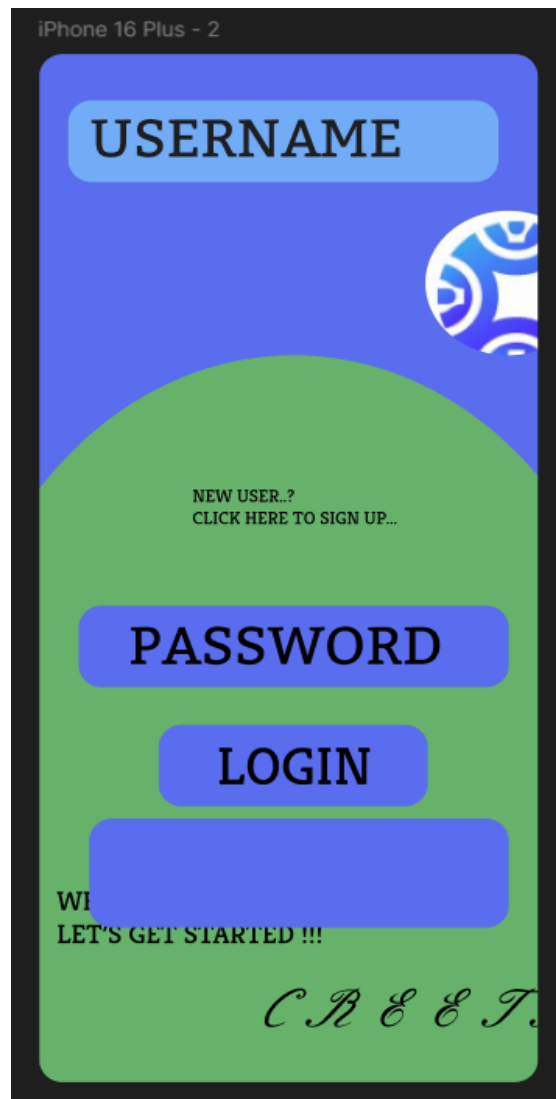 iPhone 16 Plus - 2
USERNAME
NEW USER..?
CLICK HERE TO SIGN UP...
PASSWORD
LOGIN
LET'S GET STARTED !!!
C R E E T